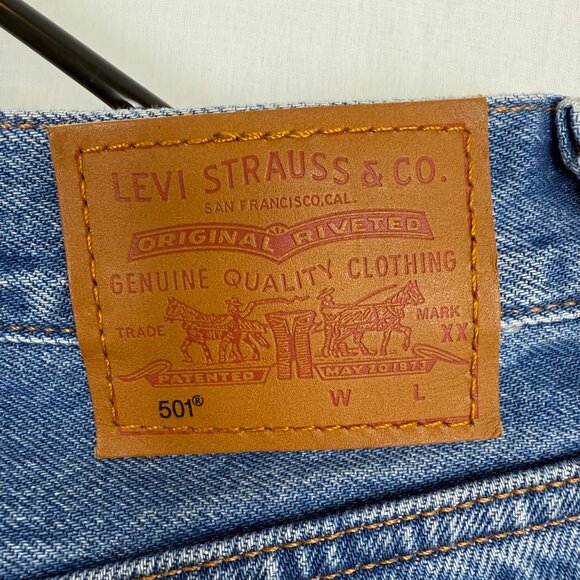 LEVI STRAUSS & CO.
SAN FRANCISCO, CAL.
ORIGINAL RIVETED
GENUINE QUALITY CLOTHING
TRADE MARK
XX
PATENTED MAY 20 1873
501® W L